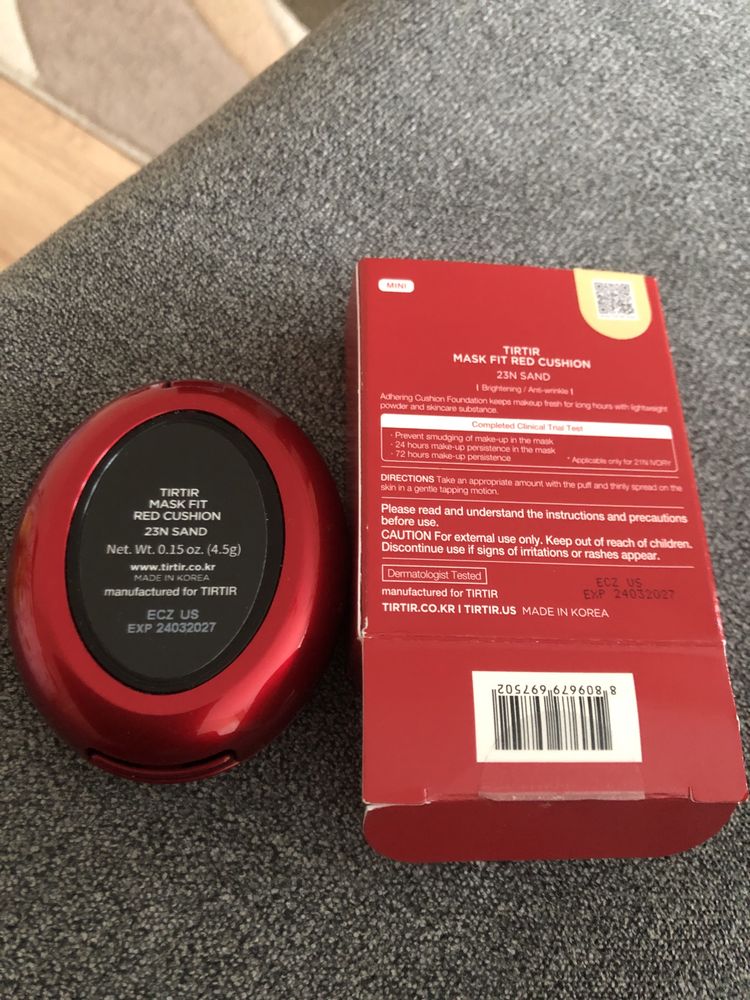 TIRTIR
MASK FIT
RED CUSHION
23N SAND
Net. Wt. 0.15 oz. (4.5g)
www.tirtir.co.kr
MADE IN KOREA
manufactured for TIRTIR
ECZ US
EXP 24032027
MINI
TIRTIR
MASK FIT RED CUSHION
23N SAND
[ Brightening / Anti-wrinkle ]
Adhering Cushion Foundation keeps makeup fresh for long hours with lightweight
powder and skincare substance.
Completed Clinical Trial Test
· Prevent smudging of make-up in the mask
· 24 hours make-up persistence in the mask
· 72 hours make-up persistence
* Applicable only for 21N IVORY
DIRECTIONS Take an appropriate amount with the puff and thinly spread on the
skin in a gentle tapping motion.
Please read and understand the instructions and precautions
before use.
CAUTION For external use only. Keep out of reach of children.
Discontinue use if signs of irritations or rashes appear.
Dermatologist Tested
manufactured for TIRTIR
ECZ US
EXP 24032027
TIRTIR.CO.KR I TIRTIR.US MADE IN KOREA
8 809679 697502